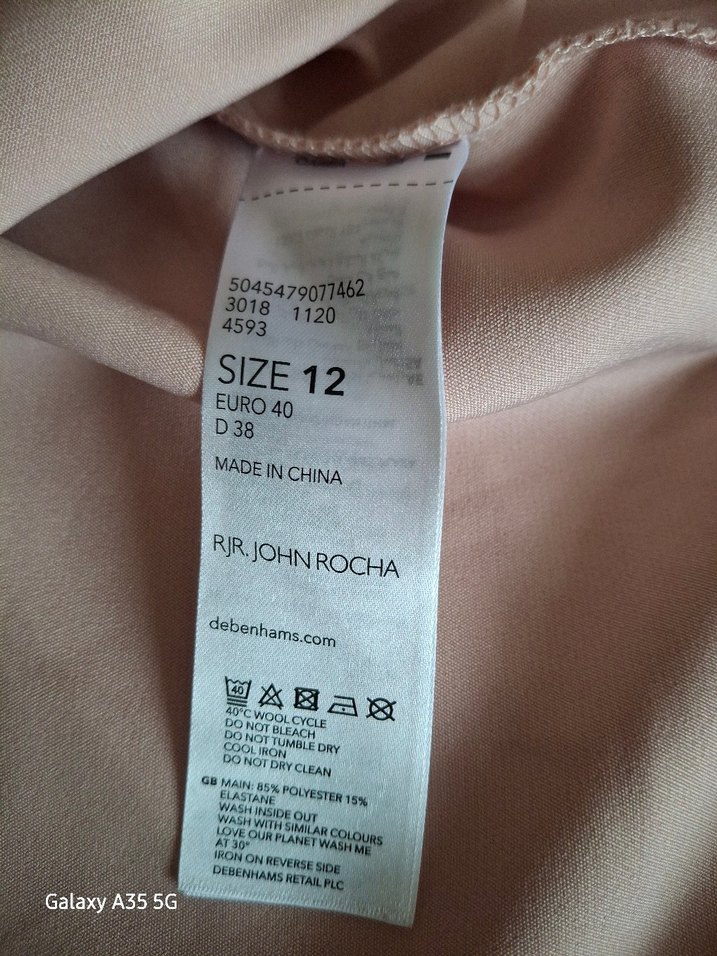 5045479077462
3018 1120
4593
SIZE 12
EURO 40
D 38
MADE IN CHINA
RJR. JOHN ROCHA
debenhams.com
40
40°C WOOL CYCLE
DO NOT BLEACH
DO NOT TUMBLE DRY
COOL IRON
DO NOT DRY CLEAN
GB MAIN: 85% POLYESTER 15%
ELASTANE
WASH INSIDE OUT
WASH WITH SIMILAR COLOURS
LOVE OUR PLANET WASH ME
AT 30°
IRON ON REVERSE SIDE
DEBENHAMS RETAIL PLC
Galaxy A35 5G